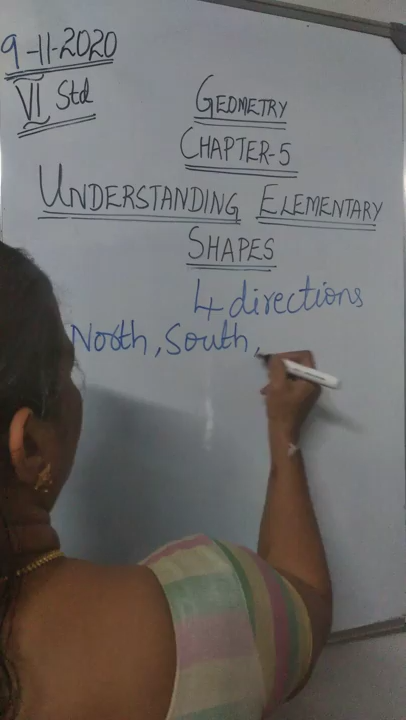 9-11-2020
VI Std
GEOMETRY
CHAPTER-5
UNDERSTANDING ELEMENTARY
SHAPES
4 directions
North, South,